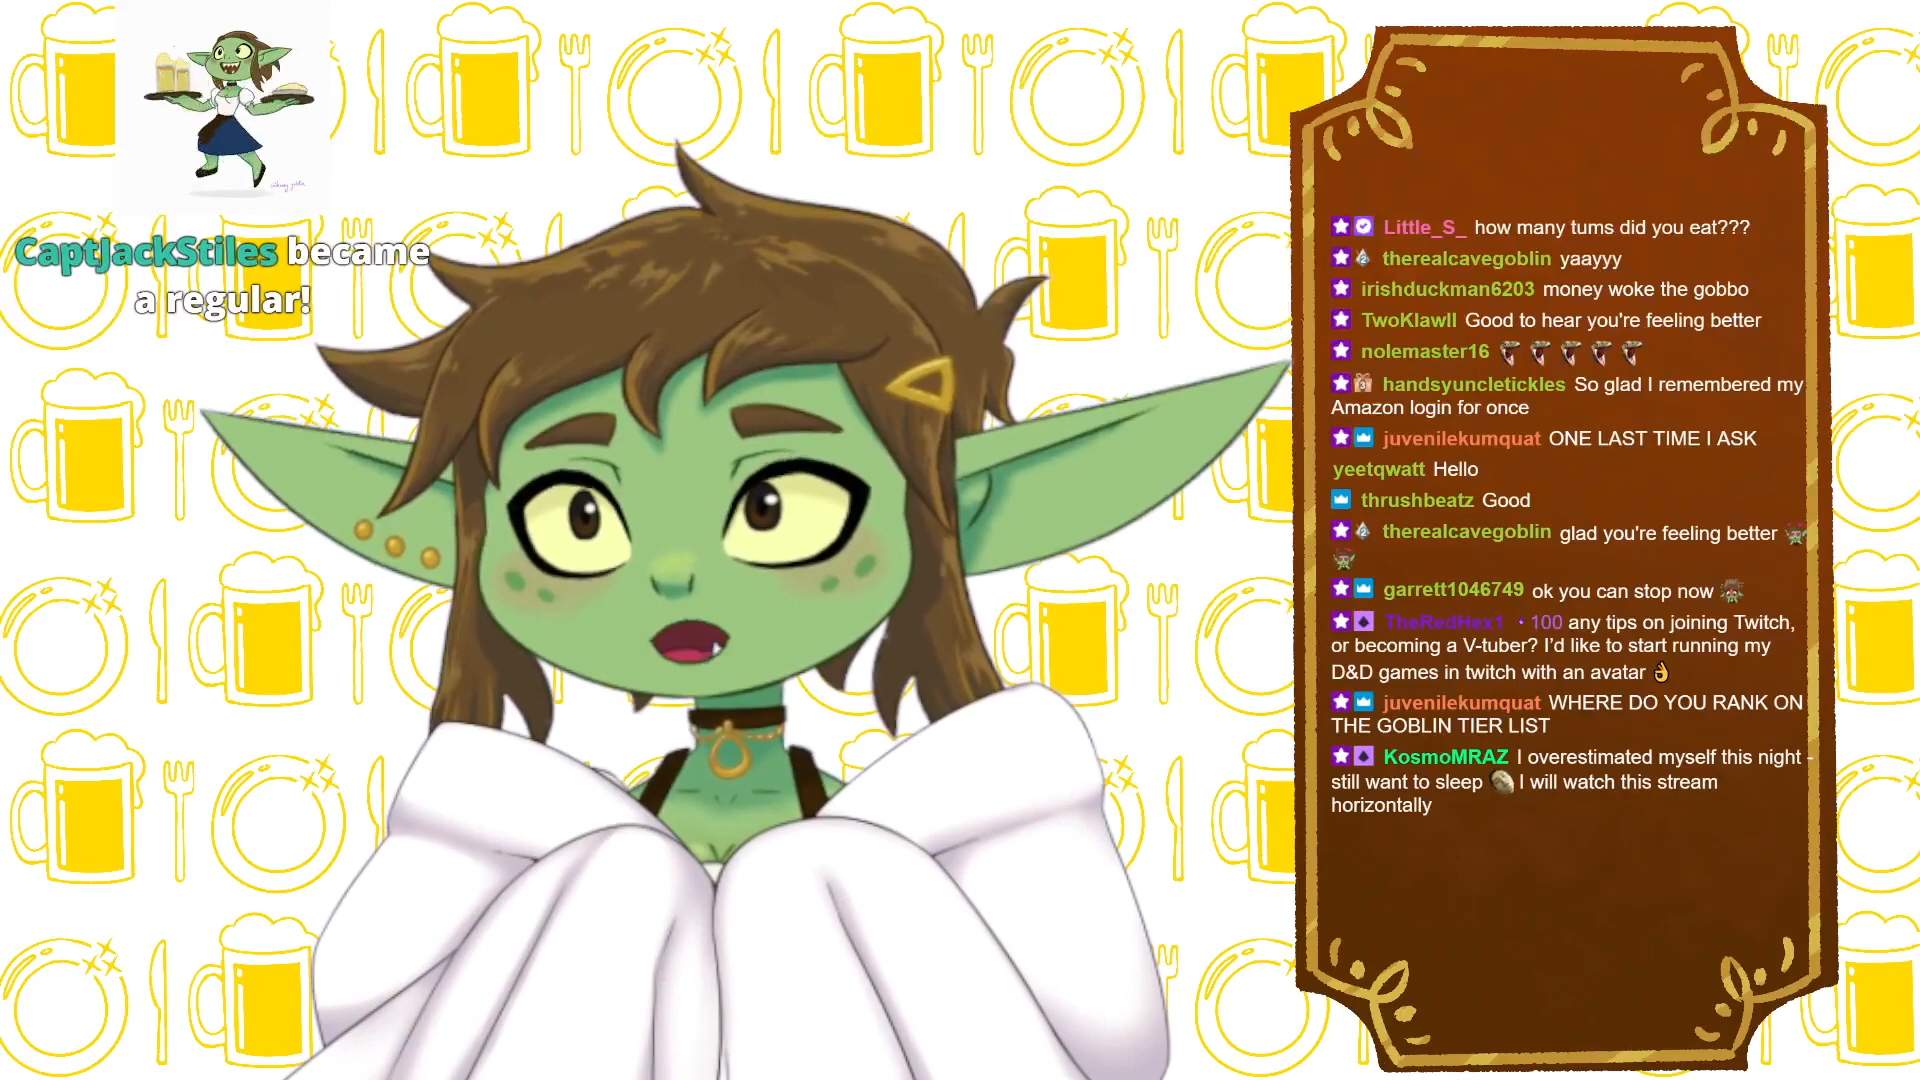 CaptJackStiles became
a regular!
Little_S_ how many tums did you eat???
therealcavegoblin yaayyy
irishduckman6203 money woke the gobbo
TwoKlawll Good to hear you're feeling better
nolemaster16
handsyuncletickles So glad I remembered my
Amazon login for once
juvenilekumquat ONE LAST TIME I ASK
yeetqwatt Hello
thrushbeatz Good
therealcavegoblin glad you're feeling better
garrett1046749 ok you can stop now
TheRedHex1 100 any tips on joining Twitch,
or becoming a V-tuber? I'd like to start running my
D&D games in twitch with an avatar 👌
juvenilekumquat WHERE DO YOU RANK ON
THE GOBLIN TIER LIST
KosmoMRAZ I overestimated myself this night -
still want to sleep I will watch this stream
horizontally